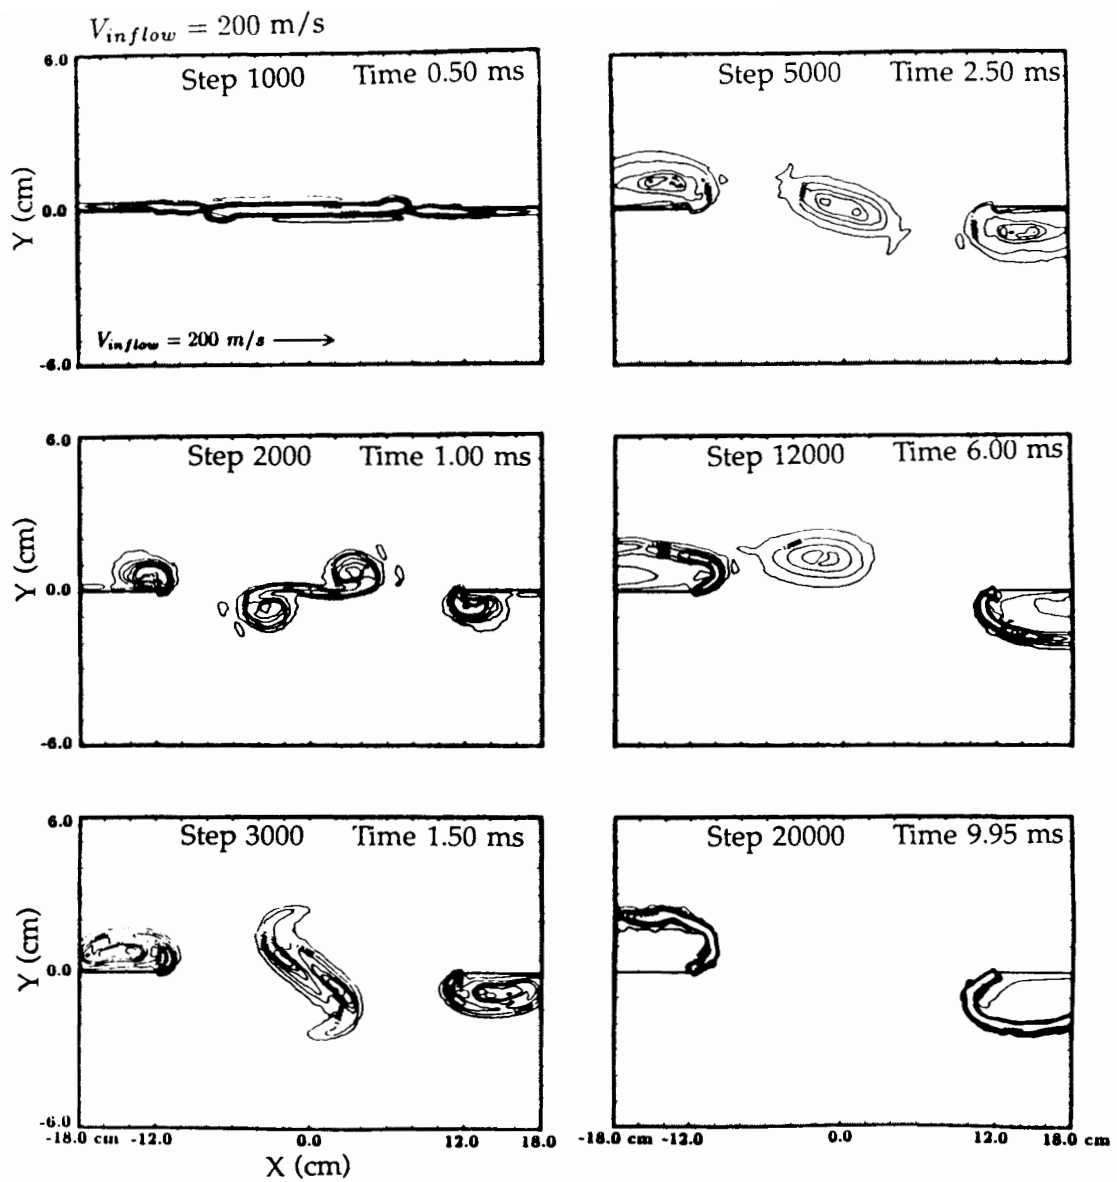 V_inflow = 200 m/s
6.0 Step 1000 Time 0.50 ms
Y (cm)
0.0
V_inflow = 200 m/s
-6.0
Step 5000 Time 2.50 ms
6.0 Step 2000 Time 1.00 ms
Y (cm)
0.0
-6.0
Step 12000 Time 6.00 ms
6.0 Step 3000 Time 1.50 ms
Y (cm)
0.0
-6.0
-18.0 cm -12.0 0.0 12.0 18.0
X (cm)
Step 20000 Time 9.95 ms
-18.0 cm -12.0 0.0 12.0 18.0